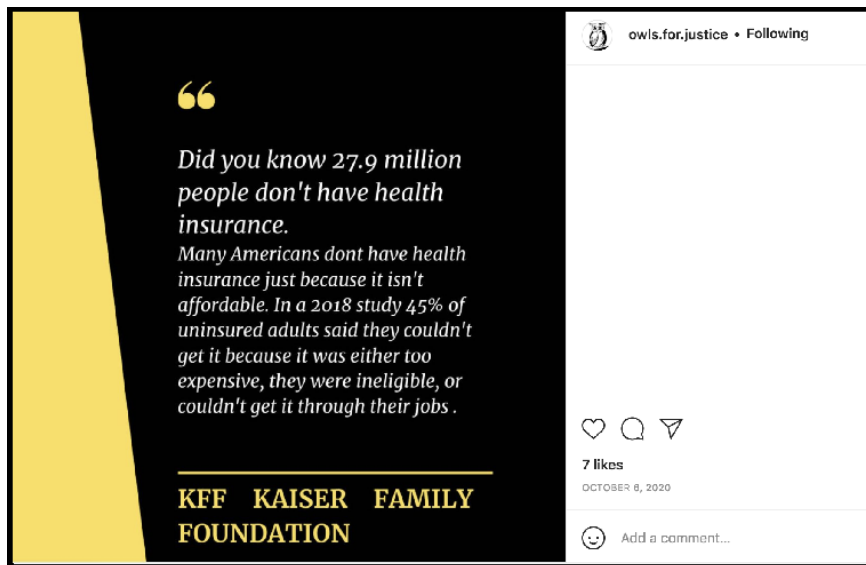 owls.for.justice • Following
Did you know 27.9 million
people don't have health
insurance.
Many Americans dont have health
insurance just because it isn't
affordable. In a 2018 study 45% of
uninsured adults said they couldn't
get it because it was either too
expensive, they were ineligible, or
couldn't get it through their jobs .
KFF KAISER FAMILY
FOUNDATION
7 likes
OCTOBER 6, 2020
Add a comment...